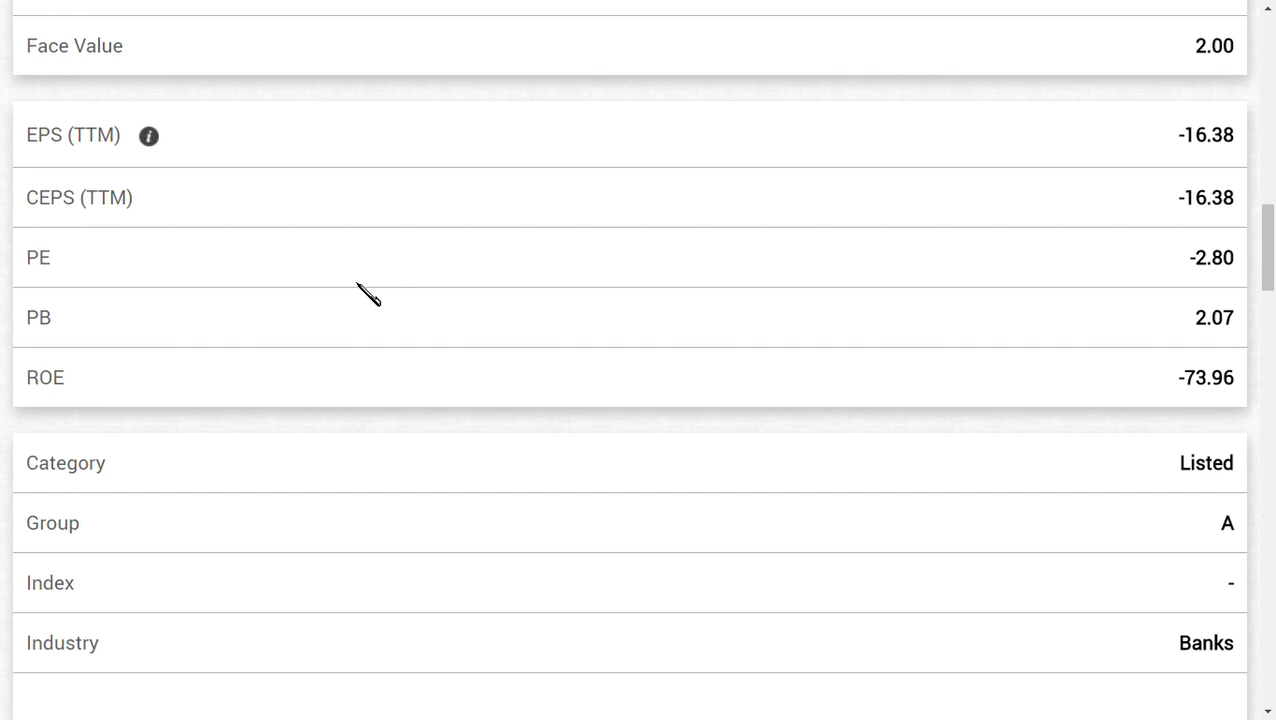 Face Value 2.00
EPS (TTM) i -16.38
CEPS (TTM) -16.38
PE -2.80
PB 2.07
ROE -73.96
Category Listed
Group A
Index -
Industry Banks